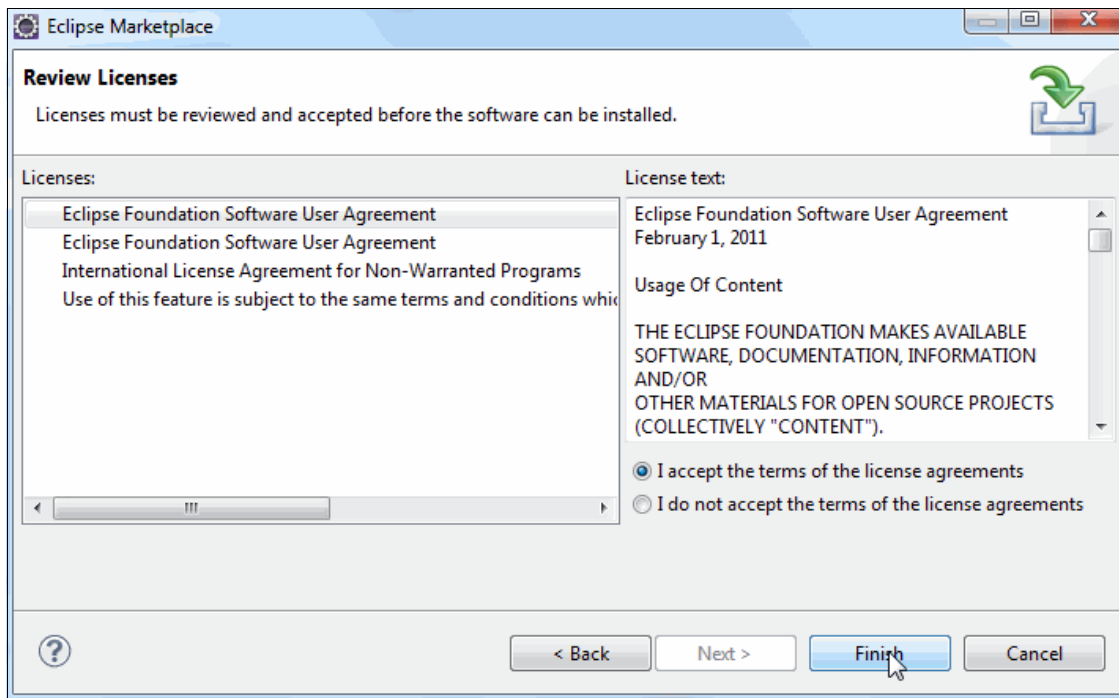 Eclipse Marketplace
Review Licenses
Licenses must be reviewed and accepted before the software can be installed.
Licenses:
Eclipse Foundation Software User Agreement
Eclipse Foundation Software User Agreement
International License Agreement for Non-Warranted Programs
Use of this feature is subject to the same terms and conditions whic
License text:
Eclipse Foundation Software User Agreement
February 1, 2011
Usage Of Content
THE ECLIPSE FOUNDATION MAKES AVAILABLE
SOFTWARE, DOCUMENTATION, INFORMATION
AND/OR
OTHER MATERIALS FOR OPEN SOURCE PROJECTS
(COLLECTIVELY "CONTENT").
I accept the terms of the license agreements
I do not accept the terms of the license agreements
?
< Back
Next >
Finish
Cancel